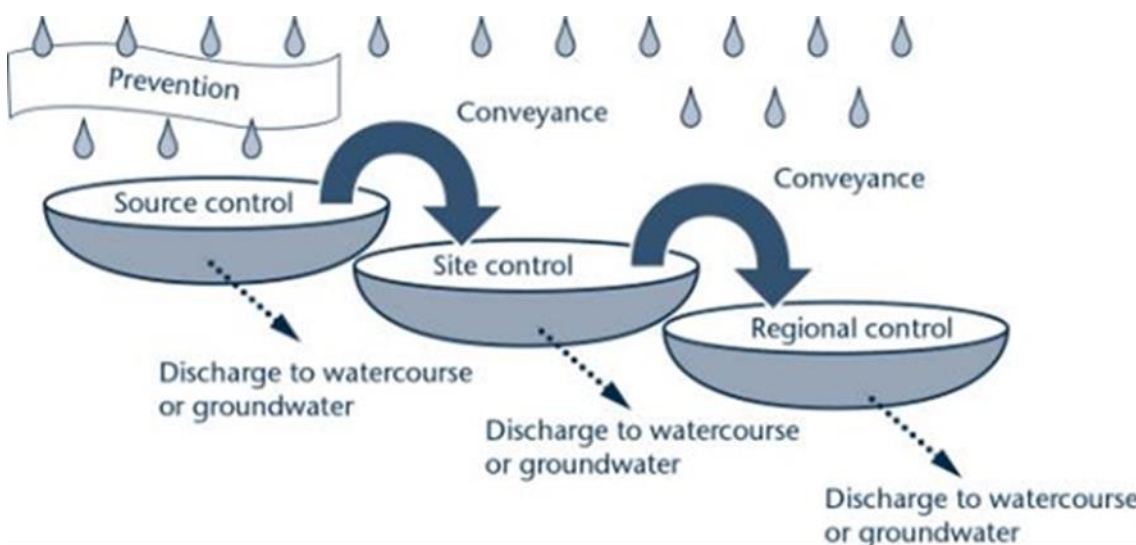 Prevention
Conveyance
Conveyance
Source control
Site control
Regional control
Discharge to watercourse
or groundwater
Discharge to watercourse
or groundwater
Discharge to watercourse
or groundwater